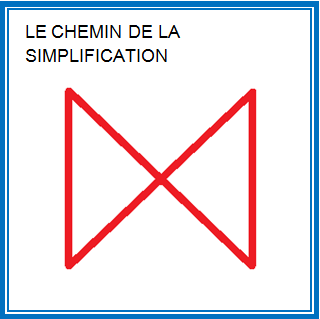 LE CHEMIN DE LA
SIMPLIFICATION